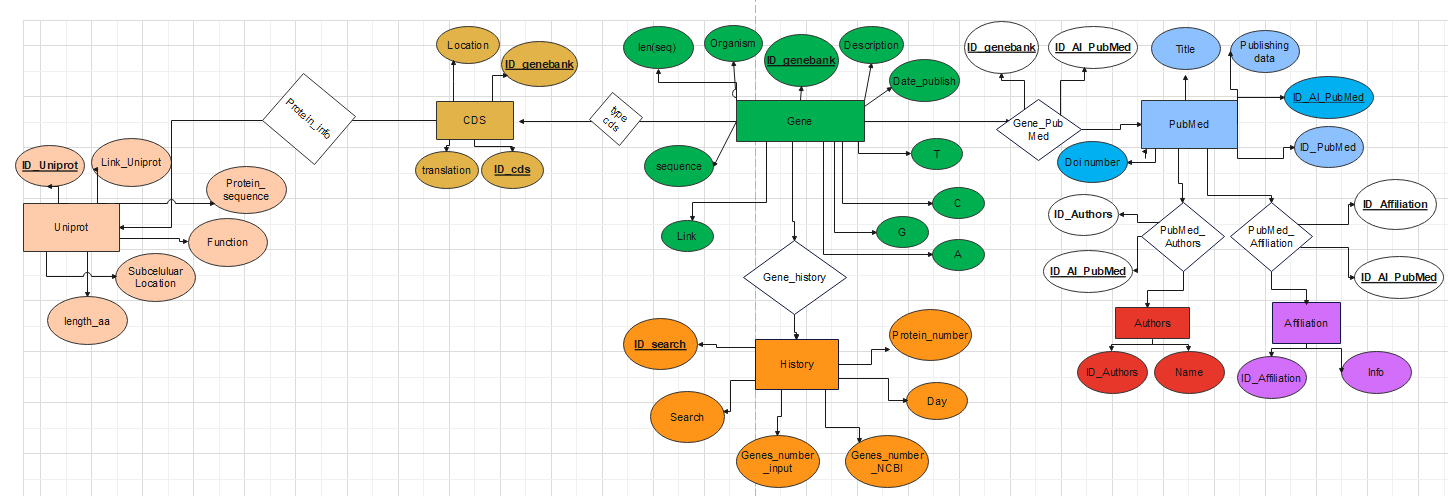 Location
ID_genebank
Protein_info
CDS
type
cds
translation
ID_cds
ID_Uniprot
Link_Uniprot
Protein_
sequence
Uniprot
Function
Subceluluar
Location
length_aa
len(seq)
Organism
ID_genebank
Description
Date_publish
Gene
sequence
T
C
Link
G
A
Gene_history
ID_search
Protein_number
History
Search
Day
Genes_number
_input
Genes_number
_NCBI
ID_genebank
ID_AI_PubMed
Title
Publishing
data
ID_AI_PubMed
Gene_Pub
Med
PubMed
Doi number
ID_PubMed
ID_Authors
PubMed_
Authors
PubMed_
Affiliation
ID_Affiliation
ID_AI_PubMed
ID_AI_PubMed
Authors
Affiliation
ID_Authors
Name
ID_Affiliation
Info